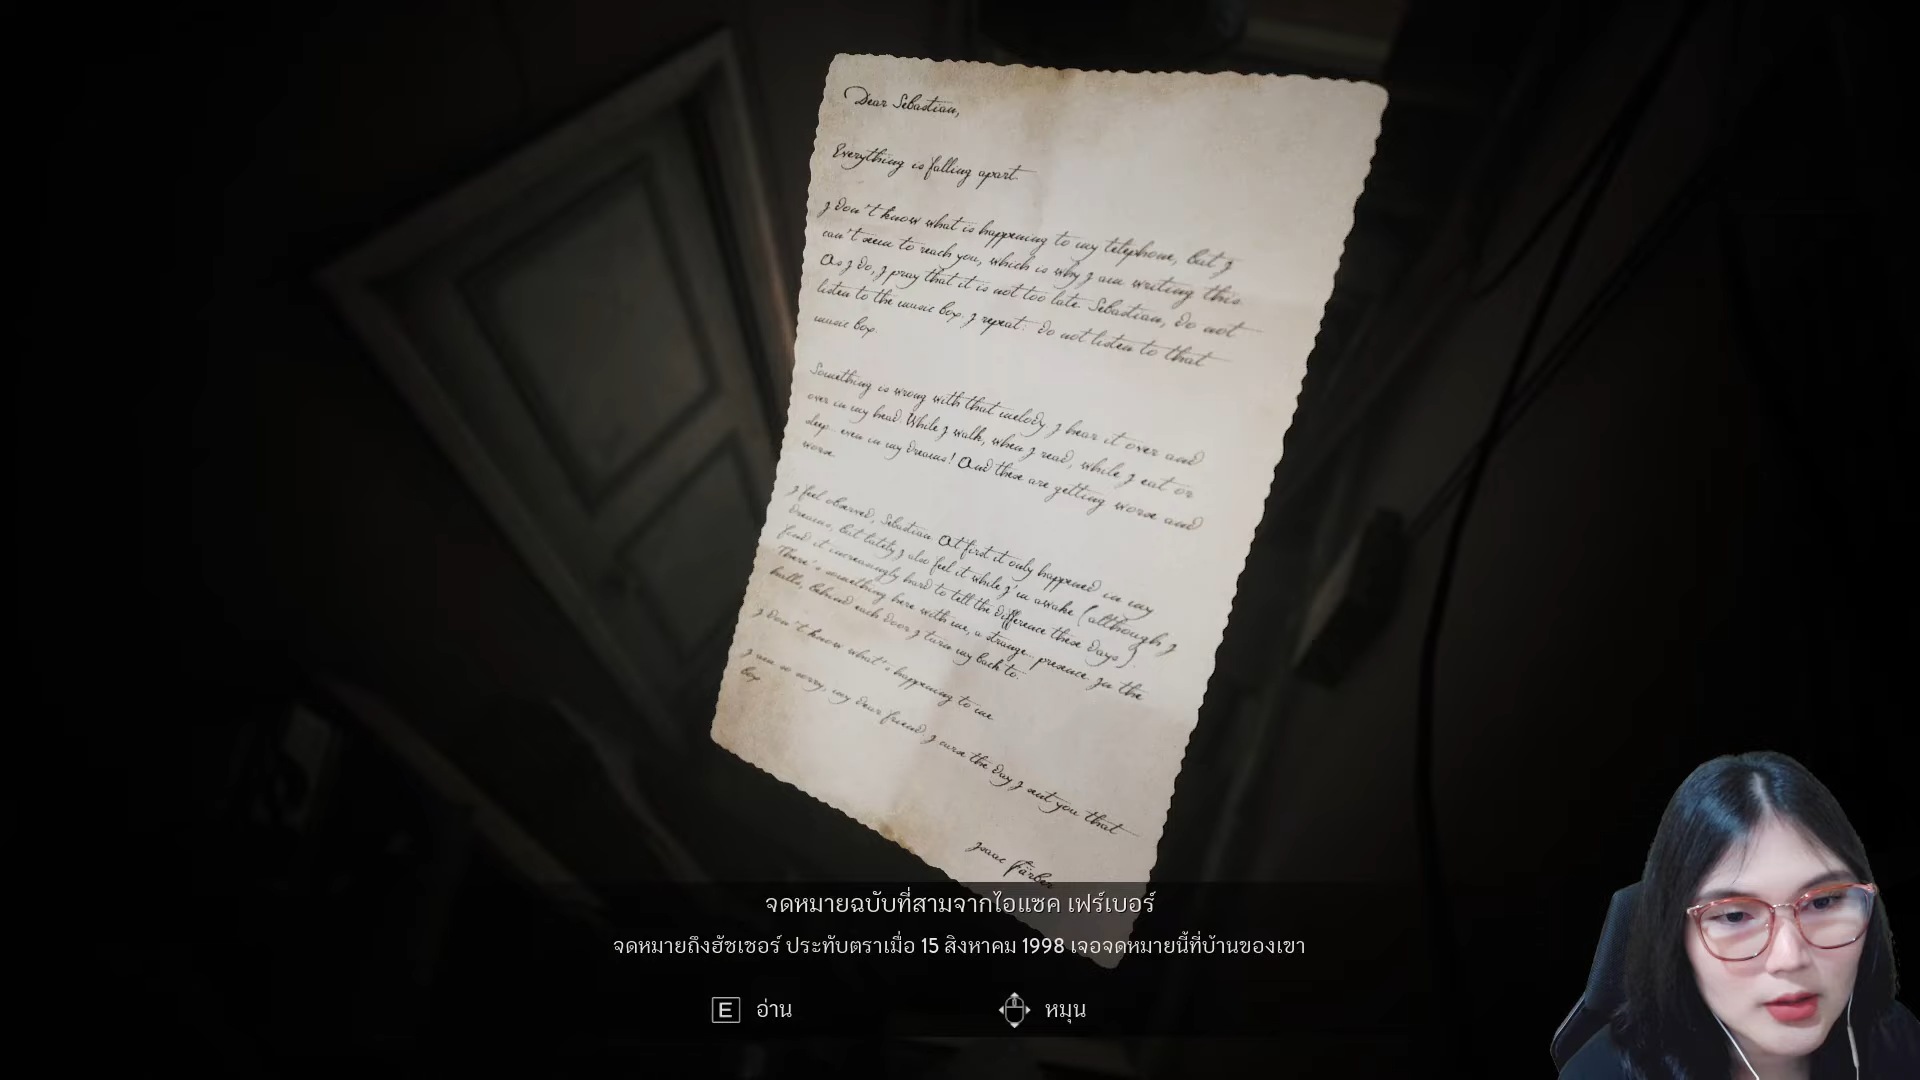 Dear Sebastian,
Everything is falling apart.
I don't know what is happening to my telephone, but I
can't seem to reach you, which is why I am writing this.
As I do, I pray that it is not too late. Sebastian, do not
listen to the music box. I repeat: do not listen to that
music box.
Something is wrong with that melody. I hear it over and
over in my head. While I walk, when I read, while I eat or
sleep... even in my dreams! And these are getting worse and
worse.
I feel observed, Sebastian. At first it only happened in my
dreams, but lately I also feel it while I'm awake (although I
find it increasingly hard to tell the difference these days).
There's something here with me, a strange... presence. In the
halls, behind each door I turn my back to...
I don't know what's happening to me.
I am so sorry, my dear friend. I curse the day I sent you that
box.
Isaac Färber
จดหมายฉบับที่สามจากไอแซค เฟร์เบอร์
จดหมายถึงฮัซเชอร์ ประทับตราเมื่อ 15 สิงหาคม 1998 เจอจดหมายนี้ที่บ้านของเขา
E อ่าน หมุน